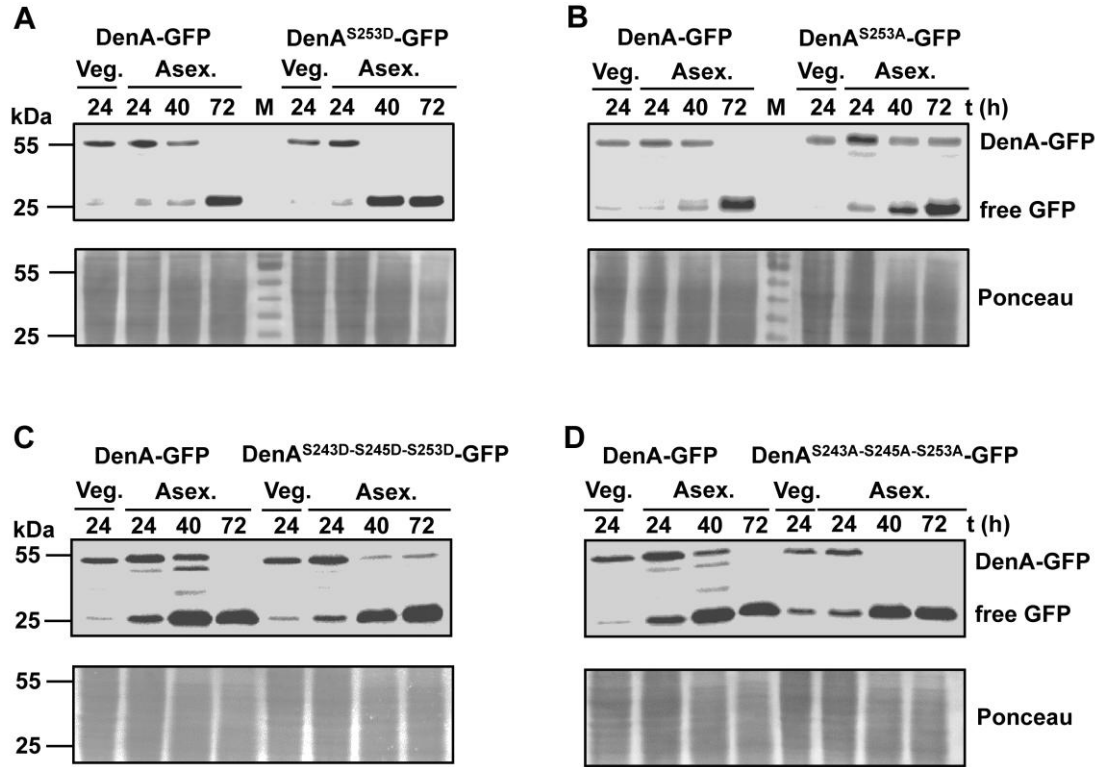 A
DenA-GFP DenA^S253D-GFP
Veg. Asex. Veg. Asex.
kDa 24 24 40 72 M 24 24 40 72
55
25
55
25
B
DenA-GFP DenA^S253A-GFP
Veg. Asex. Veg. Asex.
24 24 40 72 M 24 24 40 72 t (h)
DenA-GFP
free GFP
Ponceau
C
DenA-GFP DenA^S243D-S245D-S253D-GFP
Veg. Asex. Veg. Asex.
kDa 24 24 40 72 24 24 40 72
55
25
55
25
D
DenA-GFP DenA^S243A-S245A-S253A-GFP
Veg. Asex. Veg. Asex.
24 24 40 72 24 24 40 72 t (h)
DenA-GFP
free GFP
Ponceau